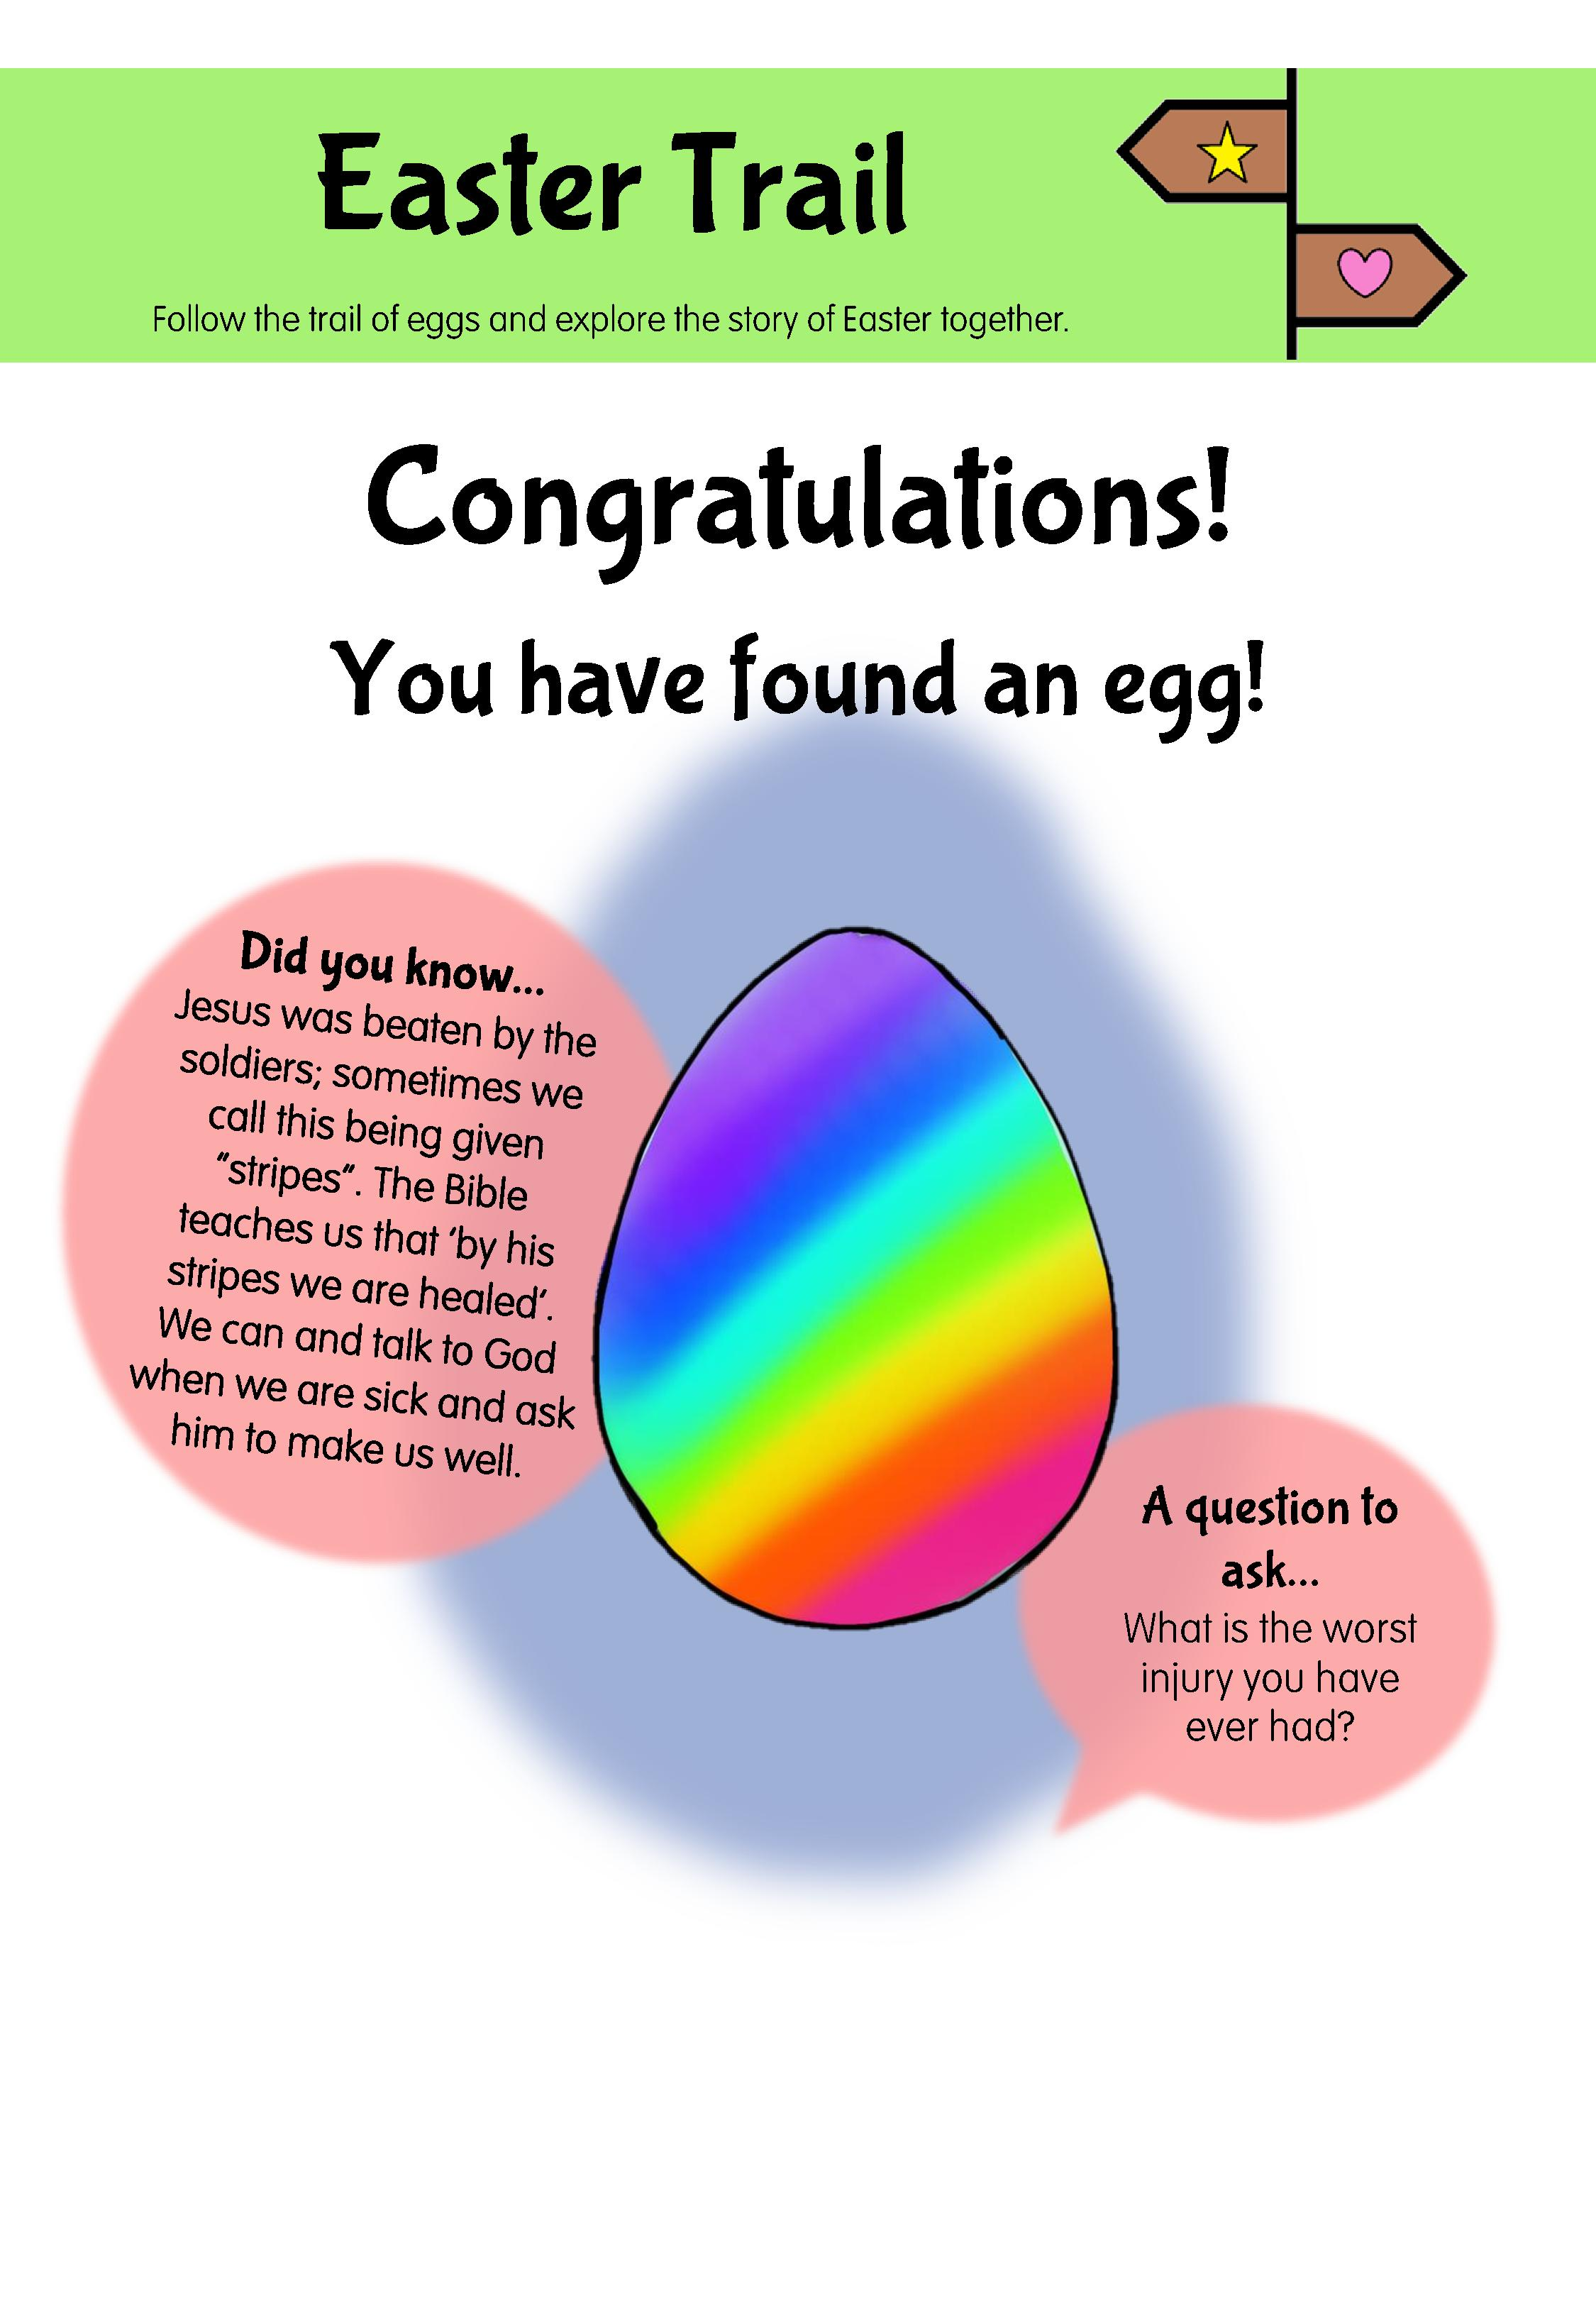 Easter Trail
Follow the trail of eggs and explore the story of Easter together.
Congratulations!
You have found an egg!
Did you know...
Jesus was beaten by the
soldiers; sometimes we
call this being given
“stripes”. The Bible
teaches us that ‘by his
stripes we are healed’.
We can and talk to God
when we are sick and ask
him to make us well.
A question to
ask...
What is the worst
injury you have
ever had?